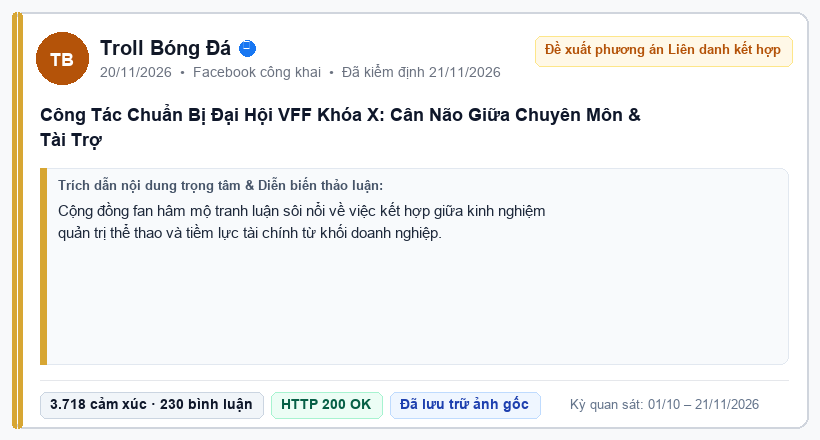 TB
Troll Bóng Đá
20/11/2026 • Facebook công khai • Đã kiểm định 21/11/2026
Đề xuất phương án Liên danh kết hợp
Công Tác Chuẩn Bị Đại Hội VFF Khóa X: Cân Não Giữa Chuyên Môn &
Tài Trợ
Trích dẫn nội dung trọng tâm & Diễn biến thảo luận:
Cộng đồng fan hâm mộ tranh luận sôi nổi về việc kết hợp giữa kinh nghiệm
quản trị thể thao và tiềm lực tài chính từ khối doanh nghiệp.
3.718 cảm xúc · 230 bình luận
HTTP 200 OK
Đã lưu trữ ảnh gốc
Kỳ quan sát: 01/10 – 21/11/2026